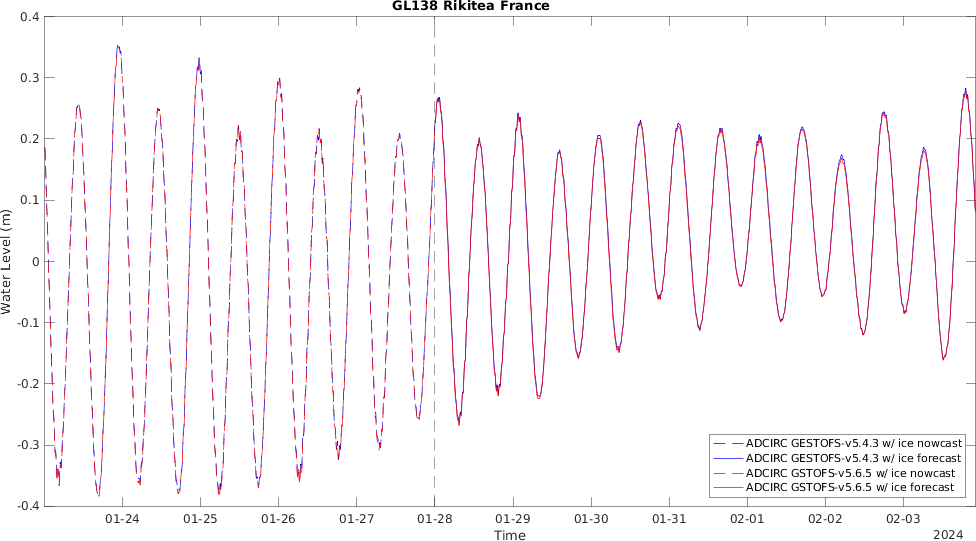 GL138 Rikitea France
0.4
0.3
0.2
0.1
0
-0.1
-0.2
-0.3
-0.4
Water Level (m)
ADCIRC GESTOFS-v5.4.3 w/ ice nowcast
ADCIRC GESTOFS-v5.4.3 w/ ice forecast
ADCIRC GSTOFS-v5.6.5 w/ ice nowcast
ADCIRC GSTOFS-v5.6.5 w/ ice forecast
01-24 01-25 01-26 01-27 01-28 01-29 01-30 01-31 02-01 02-02 02-03
Time
2024